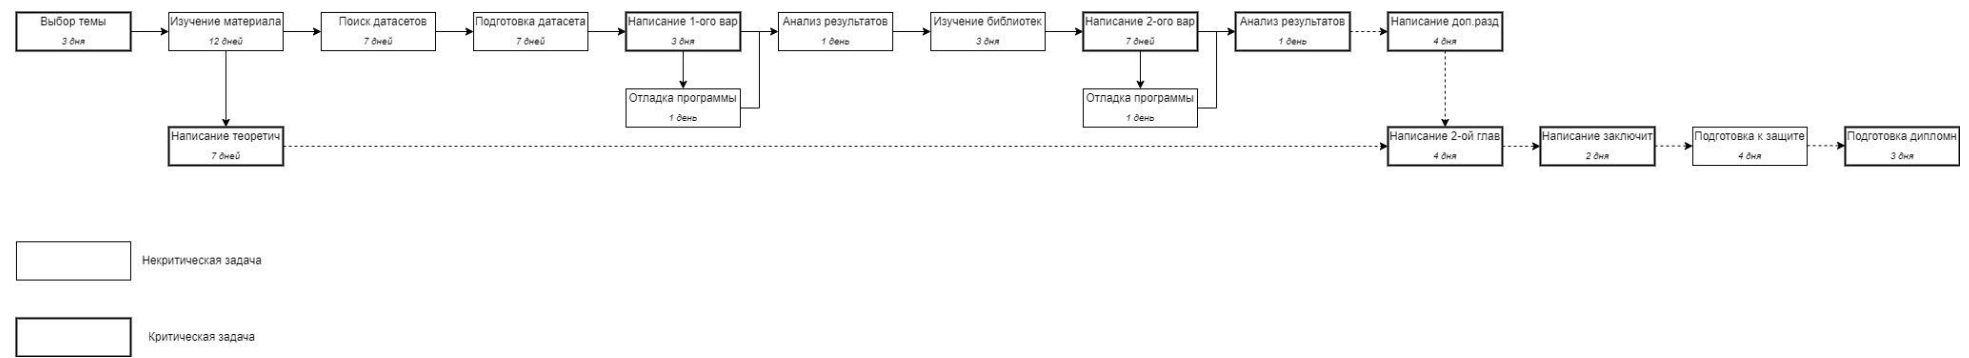 Выбор темы
3 дня
Изучение материала
12 дней
Поиск датасетов
7 дней
Подготовка датасета
7 дней
Написание 1-ого вар
3 дня
Анализ результатов
1 день
Изучение библиотек
3 дня
Написание 2-ого вар
7 дней
Анализ результатов
1 день
Написание доп.разд
4 дня
Отладка программы
1 день
Отладка программы
1 день
Написание теоретич
7 дней
Написание 2-ой глав
4 дня
Написание заключит
2 дня
Подготовка к защите
4 дня
Подготовка дипломн
3 дня
Некритическая задача
Критическая задача